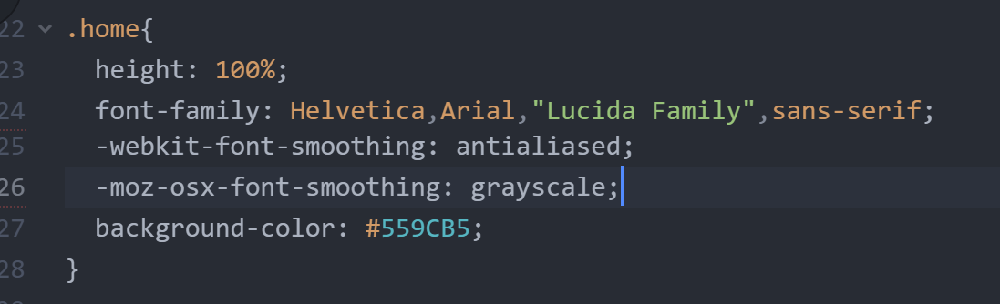 22 .home{
23 height: 100%;
24 font-family: Helvetica,Arial,"Lucida Family",sans-serif;
25 -webkit-font-smoothing: antialiased;
26 -moz-osx-font-smoothing: grayscale;
27 background-color: #559CB5;
28 }